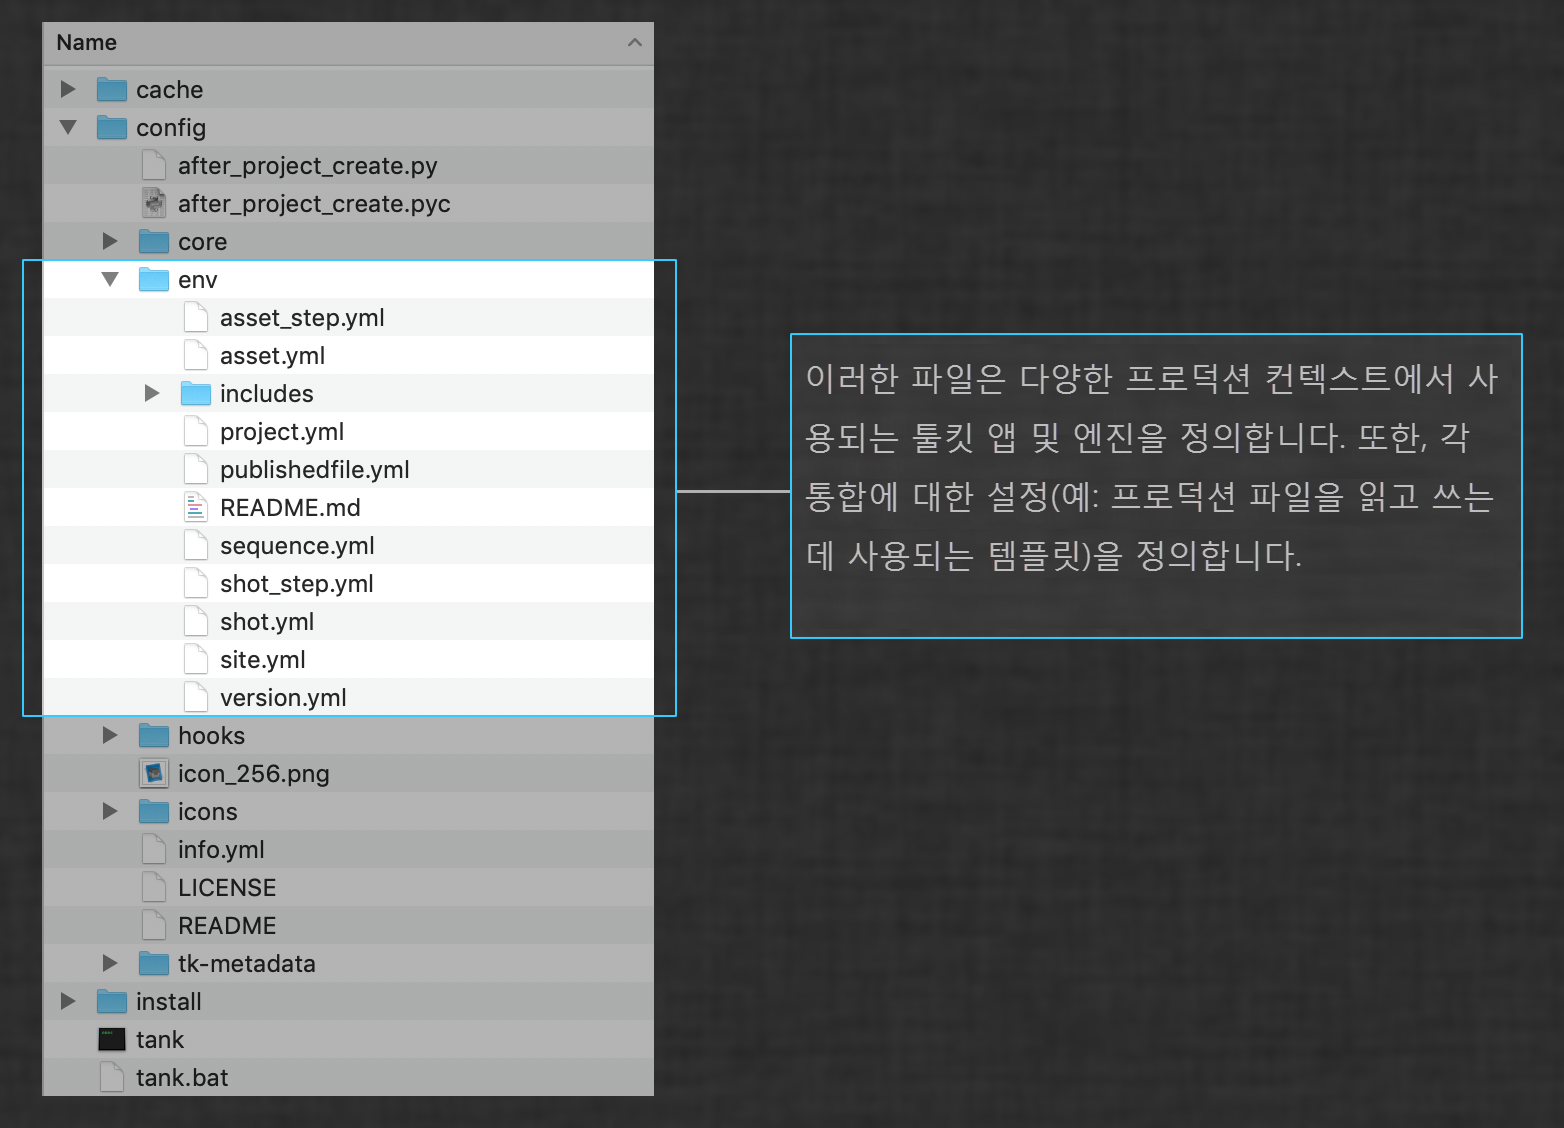 Name
cache
config
after_project_create.py
after_project_create.pyc
core
env
asset_step.yml
asset.yml
includes
project.yml
publishedfile.yml
README.md
sequence.yml
shot_step.yml
shot.yml
site.yml
version.yml
hooks
icon_256.png
icons
info.yml
LICENSE
README
tk-metadata
install
tank
tank.bat
이러한 파일은 다양한 프로덕션 컨텍스트에서 사
용되는 툴킷 앱 및 엔진을 정의합니다. 또한, 각
통합에 대한 설정(예: 프로덕션 파일을 읽고 쓰는
데 사용되는 템플릿)을 정의합니다.